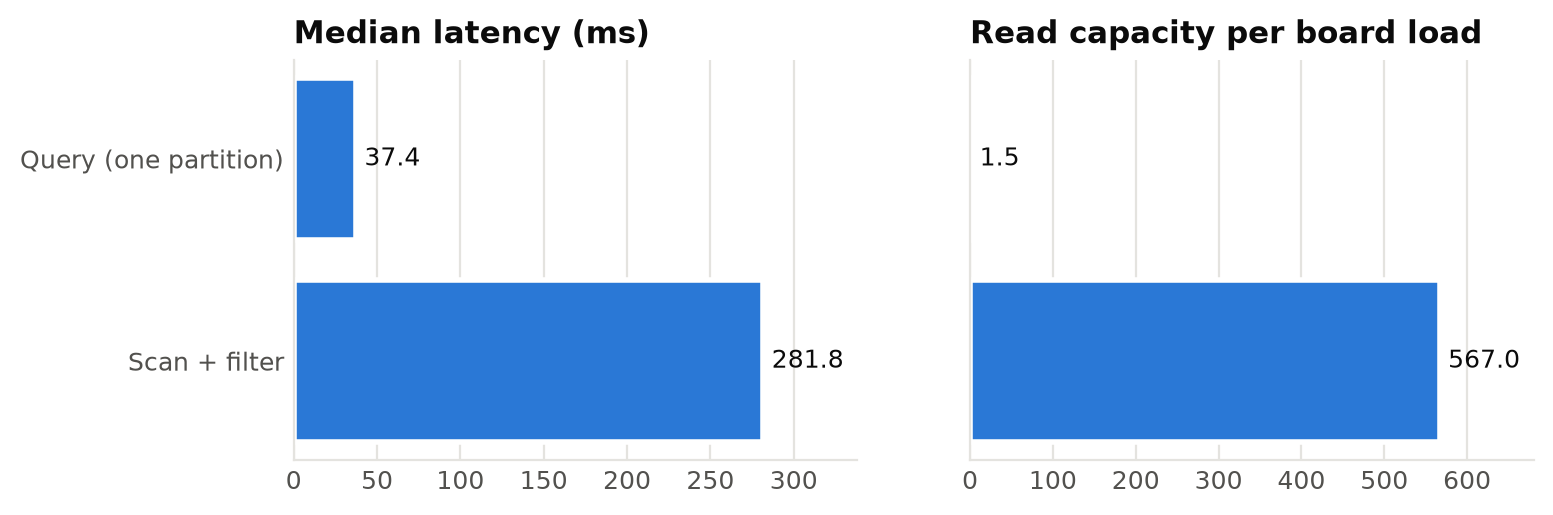 Median latency (ms)
Query (one partition)
37.4
Scan + filter
281.8
0 50 100 150 200 250 300
Read capacity per board load
1.5
567.0
0 100 200 300 400 500 600